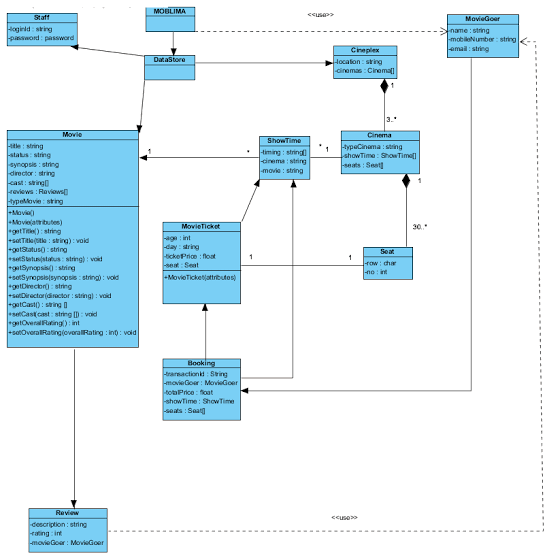 Staff
-loginId : string
-password : password
MOBLIMA
<<use>>
MovieGoer
-name : string
-mobileNumber : string
-email : string
DataStore
Cineplex
-location : string
-cinemas : Cinema[]
1
3..*
Movie
-title : string
-status : string
-synopsis : string
-director : string
-cast : string[]
-reviews : Reviews[]
-typeMovie : string
+Movie()
+Movie(attributes)
+getTitle() : string
+setTitle(title : string) : void
+getStatus() : string
+setStatus(status : string) : void
+getSynopsis() : string
+setSynopsis(synopsis : string) : void
+getDirector() : string
+setDirector(director : string) : void
+getCast() : string []
+setCast(cast : string []) : void
+getOverallRating() : int
+setOverallRating(overallRating : int) : void
1
*
ShowTime
-timing : string[]
-cinema : string
-movie : string
*
1
Cinema
-typeCinema : string
-showTime : ShowTime[]
-seats : Seat[]
1
30..*
MovieTicket
-age : int
-day : string
-ticketPrice : float
-seat : Seat
+MovieTicket(attributes)
1
1
Seat
-row : char
-no : int
Booking
-transactionId : String
-movieGoer : MovieGoer
-totalPrice : float
-showTime : ShowTime
-seats : Seat[]
Review
-description : string
-rating : int
-movieGoer : MovieGoer
<<use>>